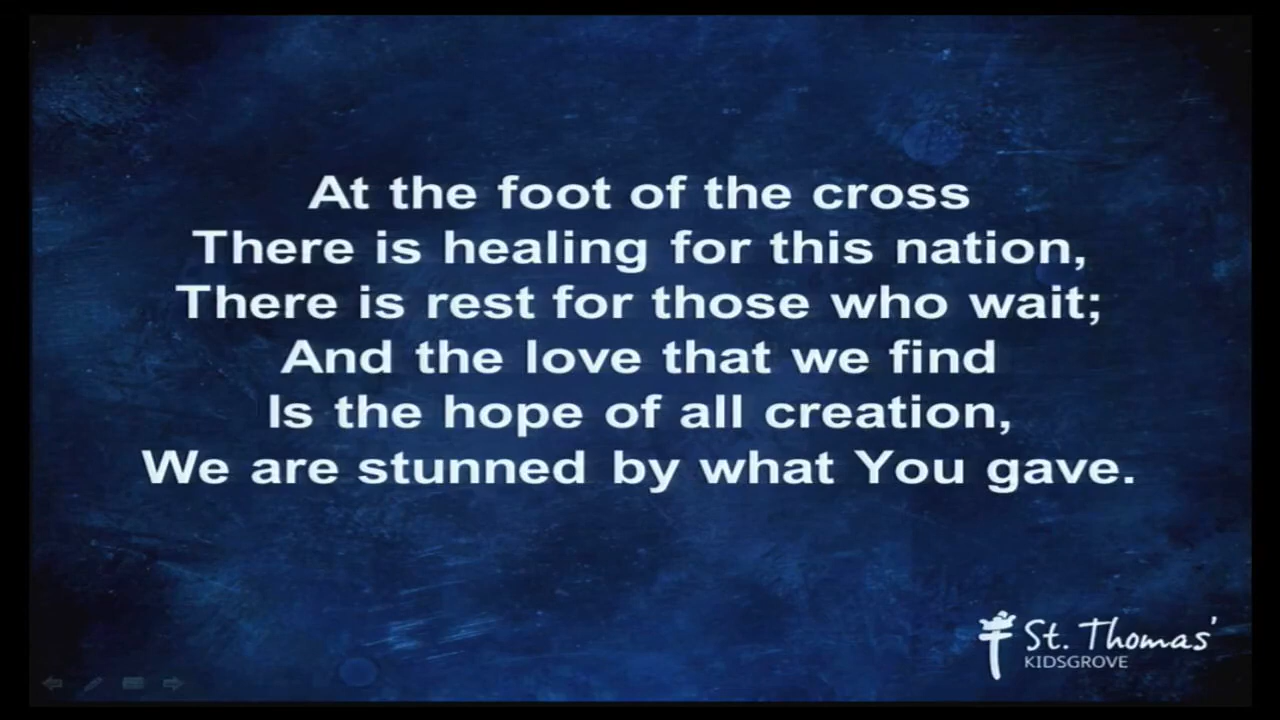 At the foot of the cross
There is healing for this nation,
There is rest for those who wait;
And the love that we find
Is the hope of all creation,
We are stunned by what You gave.
St. Thomas'
KIDSGROVE